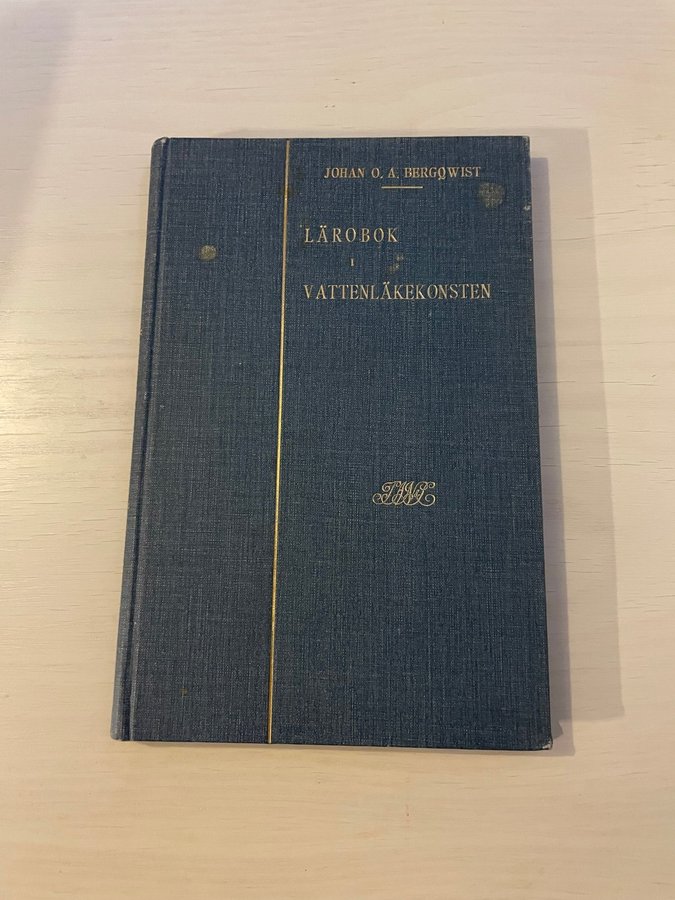 JOHAN O. A. BERGQWIST
LÄROBOK
I
VATTENLÄKEKONSTEN